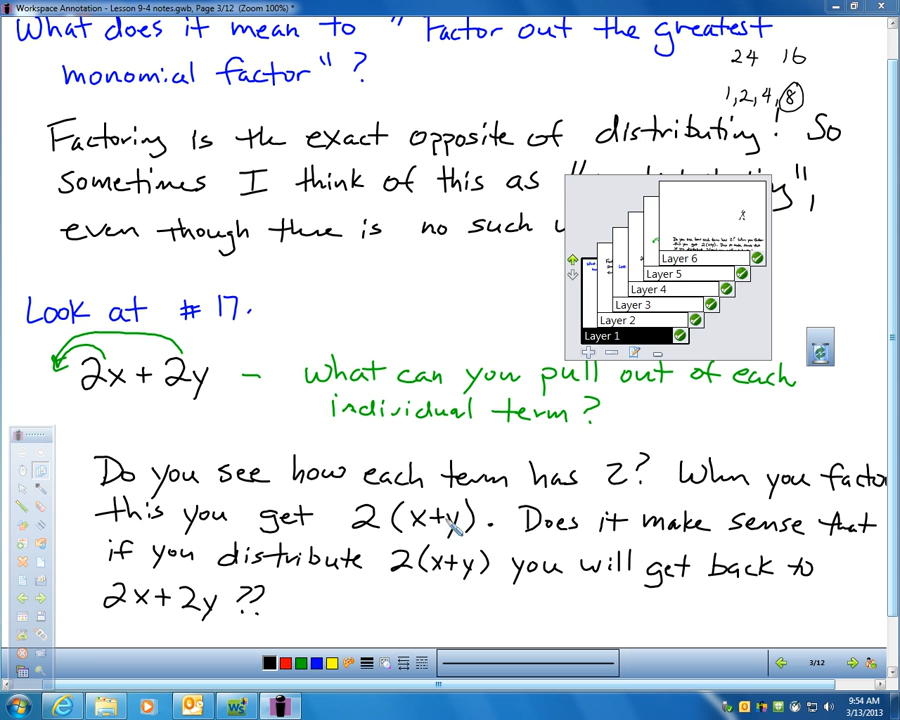 Workspace Annotation - Lesson 9-4 notes.gwb, Page 3/12 (Zoom 100%) *
What does it mean to "Factor out the greatest
monomial factor"?
24 16
1,2,4,8
Factoring is the exact opposite of distributing! So
sometimes I think of this as "
even though there is no such
Layer 6
Layer 5
Layer 4
Layer 3
Layer 2
Layer 1
Look at #17.
2x+2y - what can you pull out of each
individual term?
Do you see how each term has 2? When you factor
this you get 2(x+y). Does it make sense that
if you distribute 2(x+y) you will get back to
2x+2y ??
3/12
9:54 AM
3/13/2013